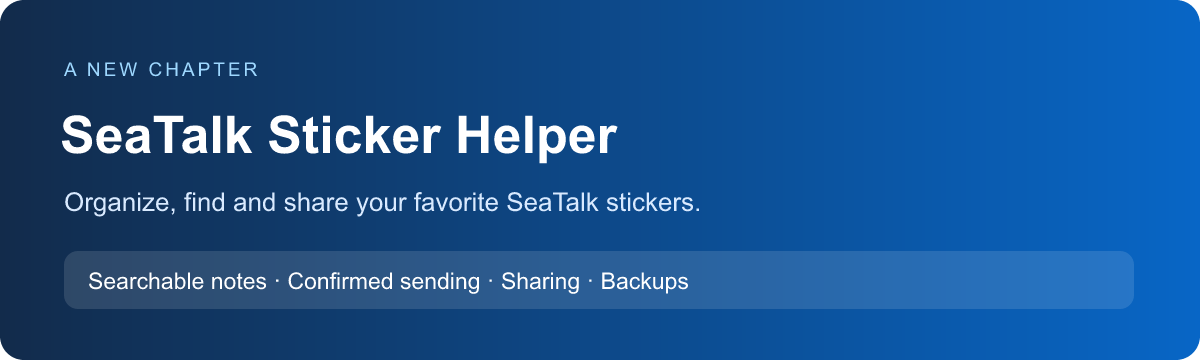 A NEW CHAPTER
SeaTalk Sticker Helper
Organize, find and share your favorite SeaTalk stickers.
Searchable notes · Confirmed sending · Sharing · Backups